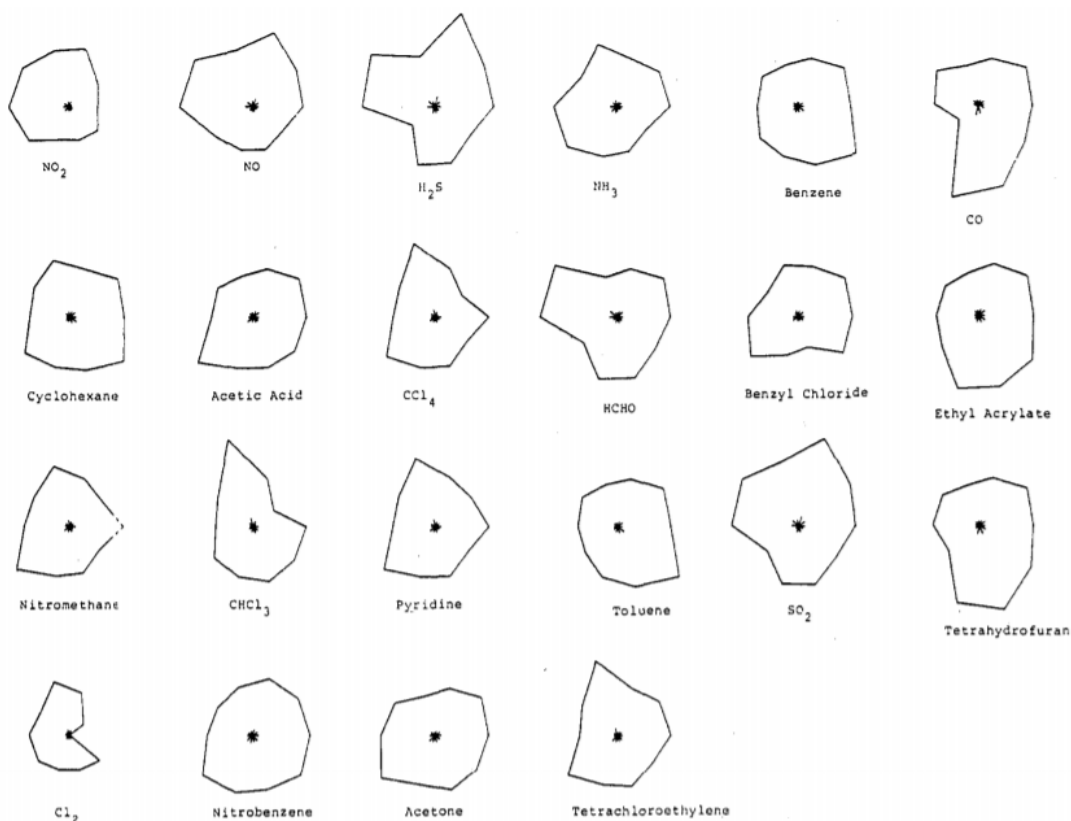 NO2
NO
H2S
NH3
Benzene
CO
Cyclohexane
Acetic Acid
CCl4
HCHO
Benzyl Chloride
Ethyl Acrylate
Nitromethane
CHCl3
Pyridine
Toluene
SO2
Tetrahydrofuran
Cl2
Nitrobenzene
Acetone
Tetrachloroethylene